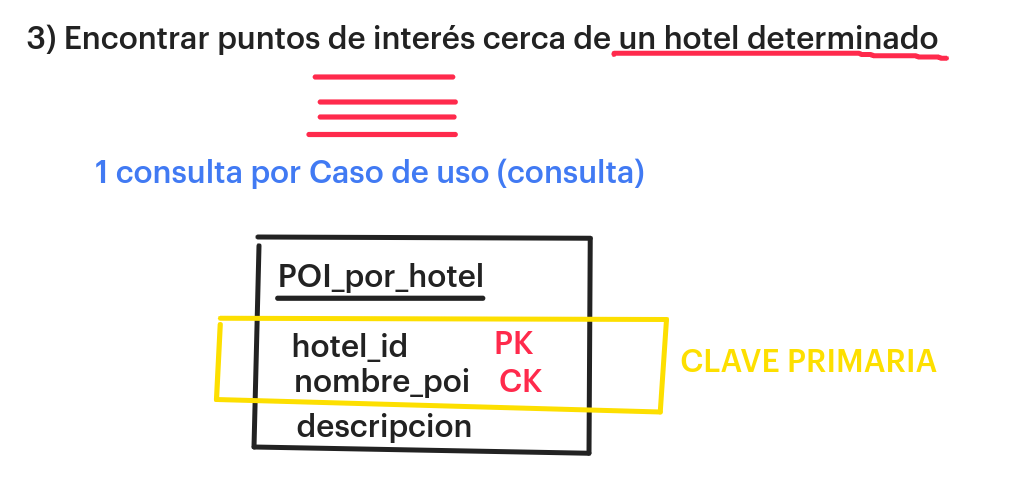 3) Encontrar puntos de interés cerca de un hotel determinado
1 consulta por Caso de uso (consulta)
POI_por_hotel
hotel_id PK
nombre_poi CK
CLAVE PRIMARIA
descripcion